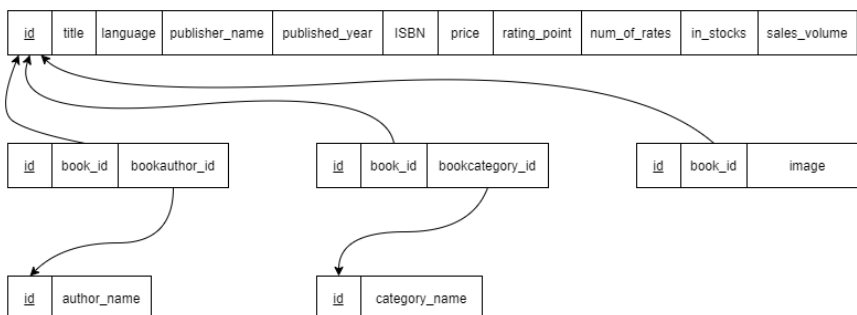 id title language publisher_name published_year ISBN price rating_point num_of_rates in_stocks sales_volume
id book_id bookauthor_id
id book_id bookcategory_id
id book_id image
id author_name
id category_name